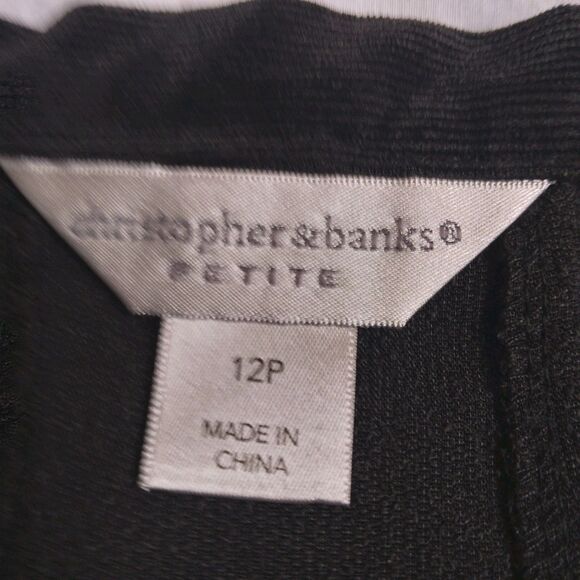 christopher&banks®
PETITE
12P
MADE IN
CHINA